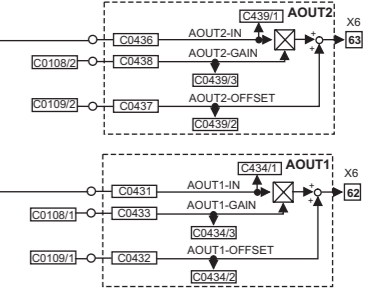 C439/1 AOUT2
X6
C0436 AOUT2-IN
+
63
C0108/2 C0438 AOUT2-GAIN
+
C0439/3
C0109/2 C0437 AOUT2-OFFSET
C0439/2
C434/1 AOUT1
X6
C0431 AOUT1-IN
+
62
C0108/1 C0433 AOUT1-GAIN
+
C0434/3
C0109/1 C0432 AOUT1-OFFSET
C0434/2